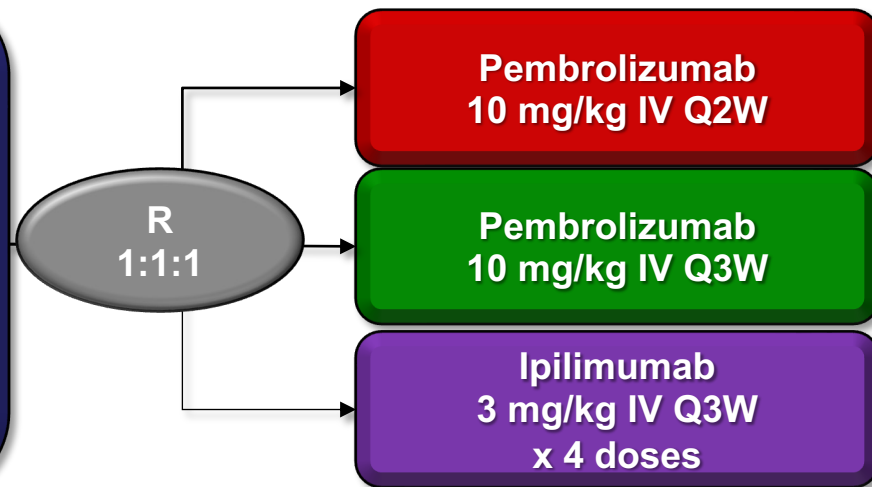 Pembrolizumab
10 mg/kg IV Q2W
R
1:1:1
Pembrolizumab
10 mg/kg IV Q3W
Ipilimumab
3 mg/kg IV Q3W
x 4 doses